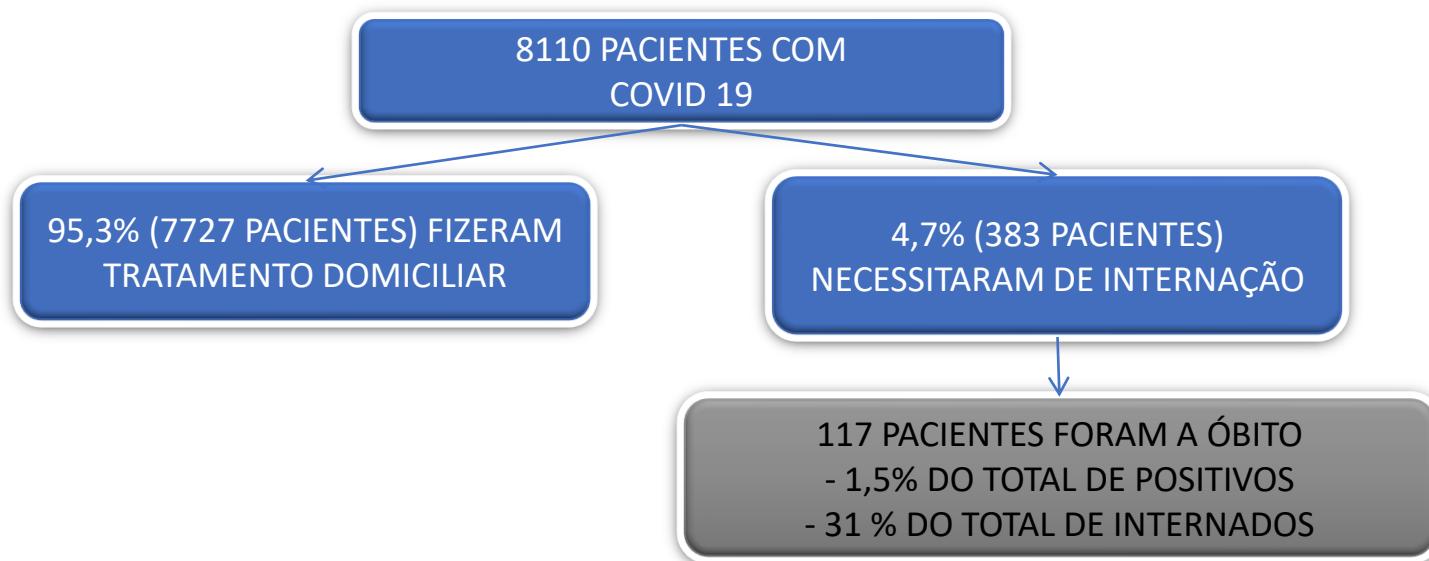 8110 PACIENTES COM
COVID 19
95,3% (7727 PACIENTES) FIZERAM
TRATAMENTO DOMICILIAR
4,7% (383 PACIENTES)
NECESSITARAM DE INTERNAÇÃO
117 PACIENTES FORAM A ÓBITO
- 1,5% DO TOTAL DE POSITIVOS
- 31 % DO TOTAL DE INTERNADOS